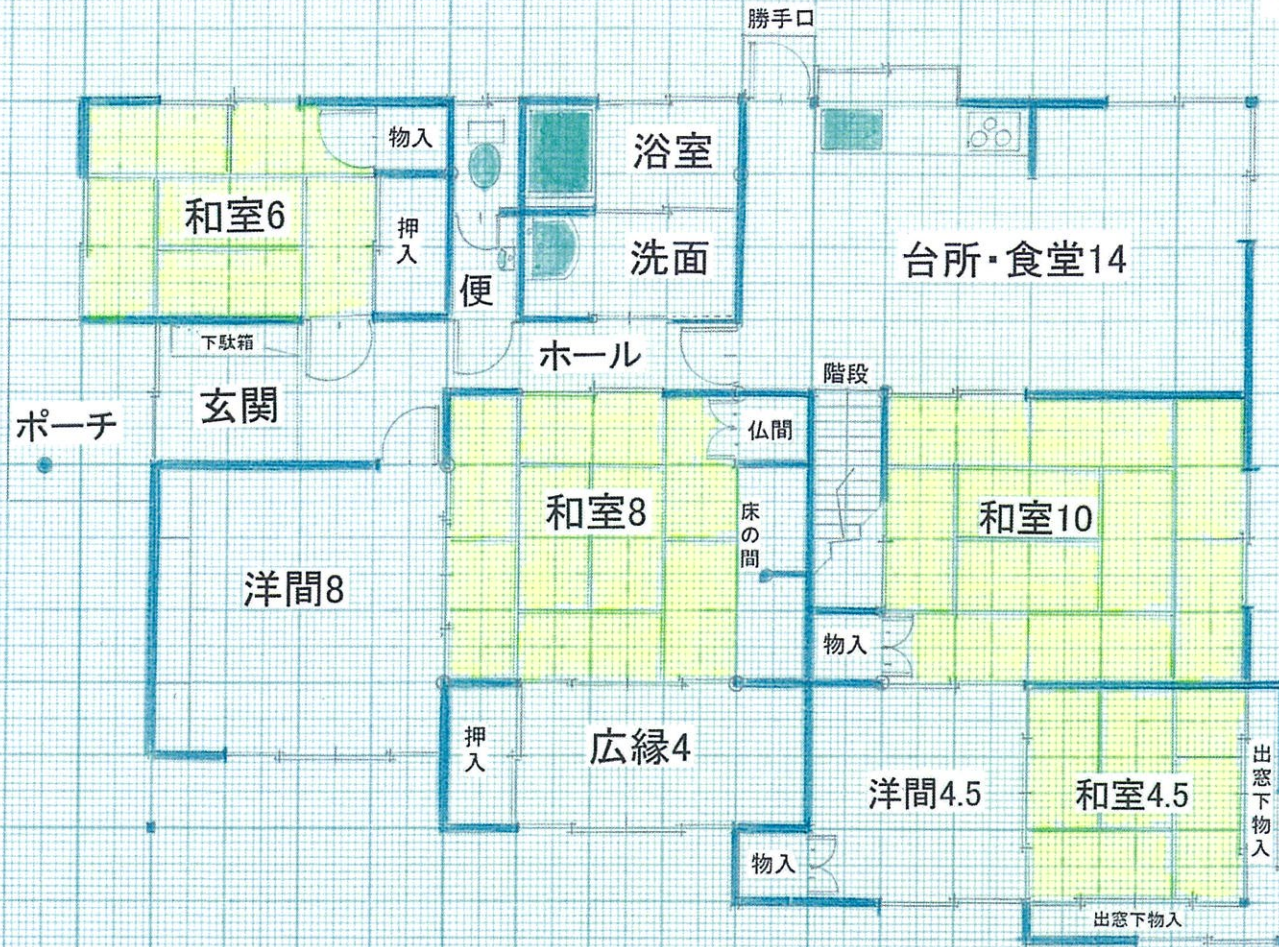 勝手口
物入
浴室
和室6
押入
洗面
便
台所・食堂14
下駄箱
ホール
階段
玄関
ポーチ
仏間
和室8
床の間
和室10
洋間8
物入
押入
広縁4
洋間4.5
和室4.5
出窓下物入
物入
出窓下物入